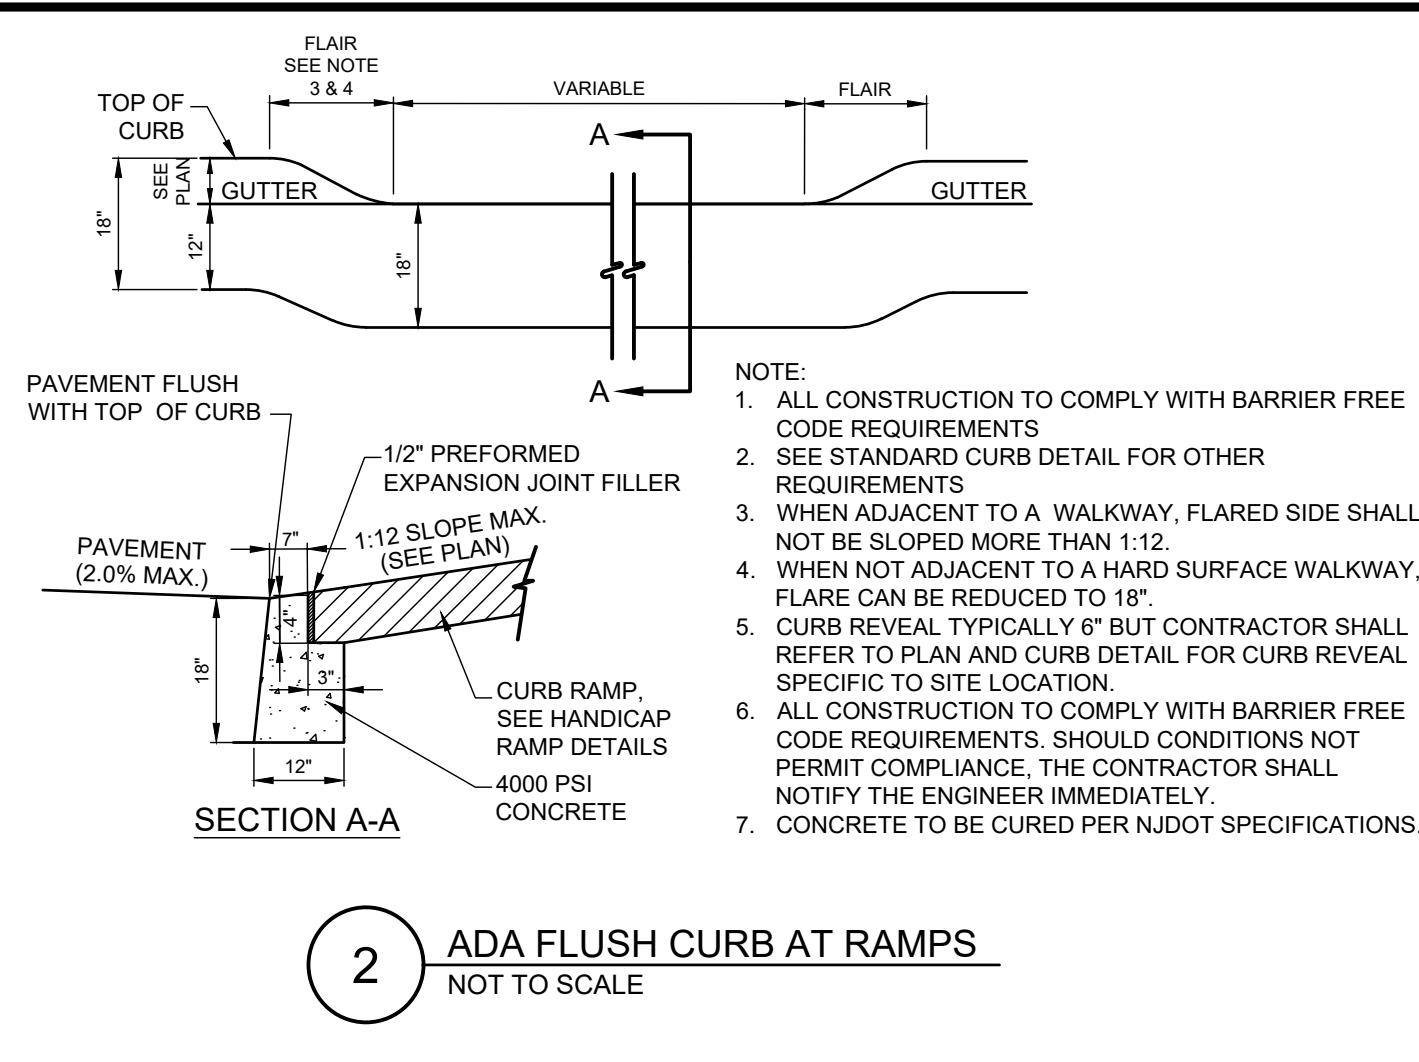 FLAIR
SEE NOTE
3 & 4
VARIABLE
FLAIR
TOP OF
CURB
A
SEE
PLAN
GUTTER
GUTTER
18"
12"
18"
A
PAVEMENT FLUSH
WITH TOP OF CURB
1/2" PREFORMED
EXPANSION JOINT FILLER
7"
1:12 SLOPE MAX.
(SEE PLAN)
PAVEMENT
(2.0% MAX.)
4"
18"
3"
12"
CURB RAMP,
SEE HANDICAP
RAMP DETAILS
4000 PSI
CONCRETE
SECTION A-A
NOTE:
1. ALL CONSTRUCTION TO COMPLY WITH BARRIER FREE
CODE REQUIREMENTS
2. SEE STANDARD CURB DETAIL FOR OTHER
REQUIREMENTS
3. WHEN ADJACENT TO A WALKWAY, FLARED SIDE SHALL
NOT BE SLOPED MORE THAN 1:12.
4. WHEN NOT ADJACENT TO A HARD SURFACE WALKWAY,
FLARE CAN BE REDUCED TO 18".
5. CURB REVEAL TYPICALLY 6" BUT CONTRACTOR SHALL
REFER TO PLAN AND CURB DETAIL FOR CURB REVEAL
SPECIFIC TO SITE LOCATION.
6. ALL CONSTRUCTION TO COMPLY WITH BARRIER FREE
CODE REQUIREMENTS. SHOULD CONDITIONS NOT
PERMIT COMPLIANCE, THE CONTRACTOR SHALL
NOTIFY THE ENGINEER IMMEDIATELY.
7. CONCRETE TO BE CURED PER NJDOT SPECIFICATIONS.
2
ADA FLUSH CURB AT RAMPS
NOT TO SCALE